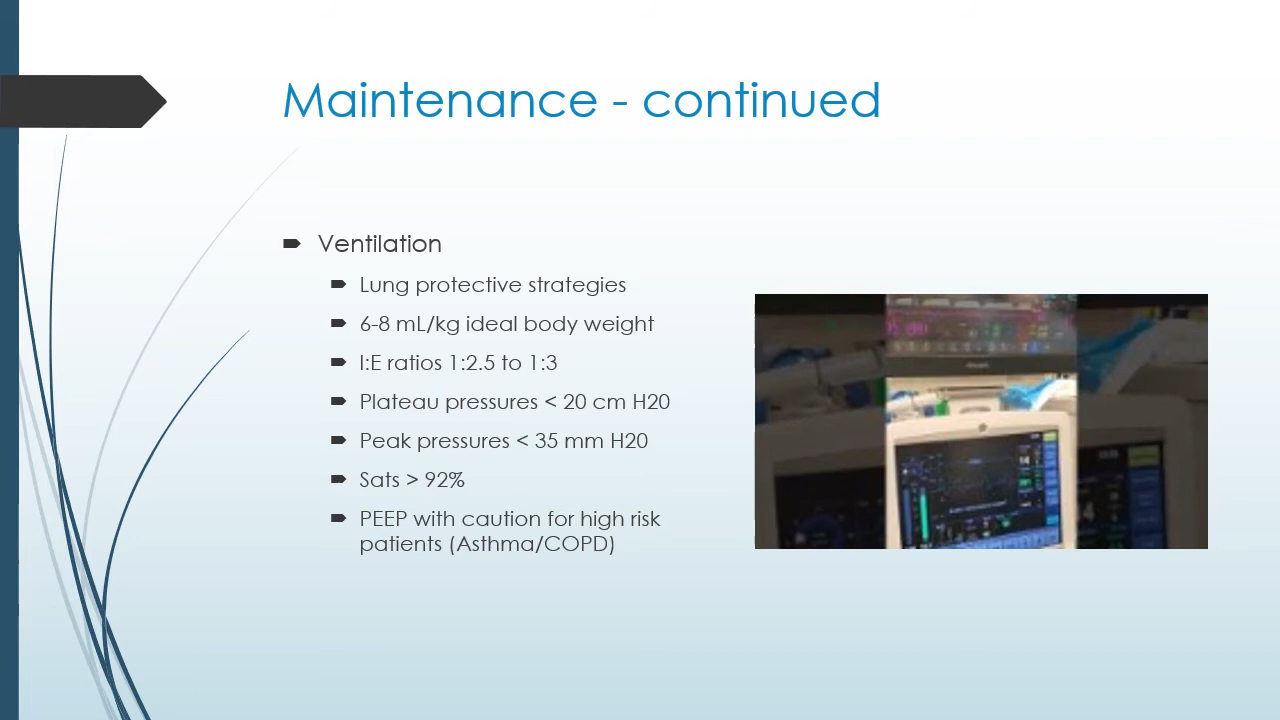 Maintenance - continued
Ventilation
Lung protective strategies
6-8 mL/kg ideal body weight
I:E ratios 1:2.5 to 1:3
Plateau pressures < 20 cm H20
Peak pressures < 35 mm H20
Sats > 92%
PEEP with caution for high risk
patients (Asthma/COPD)